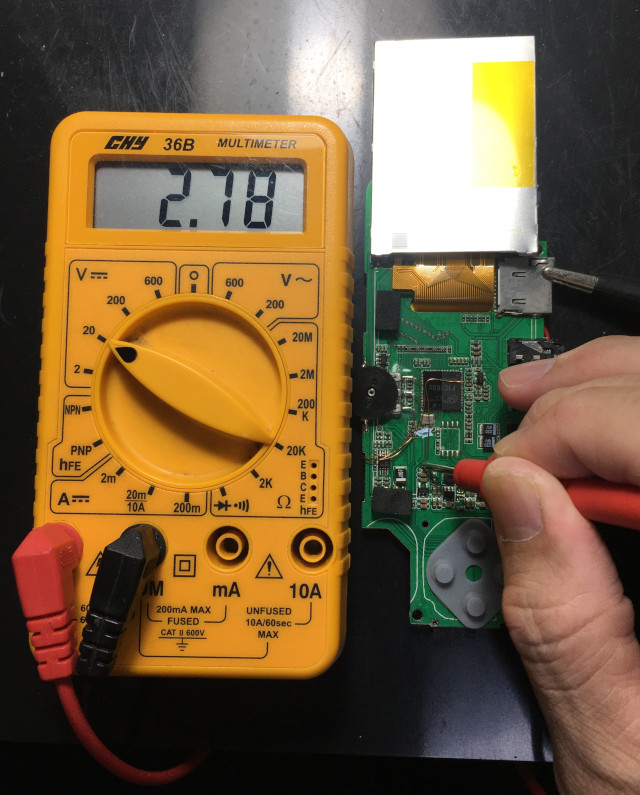 CHY 36B MULTIMETER
2.78
V⎓ 600 600 V～
200 200
20 20M
2 2M
NPN 200
K
PNP 20K
hFE
2m 2K
A⎓ 20m
10A 200m Ω
E
B
C
E
hFE
mA 10A
200mA MAX
FUSED
CAT II 600V
UNFUSED
10A/60sec
MAX